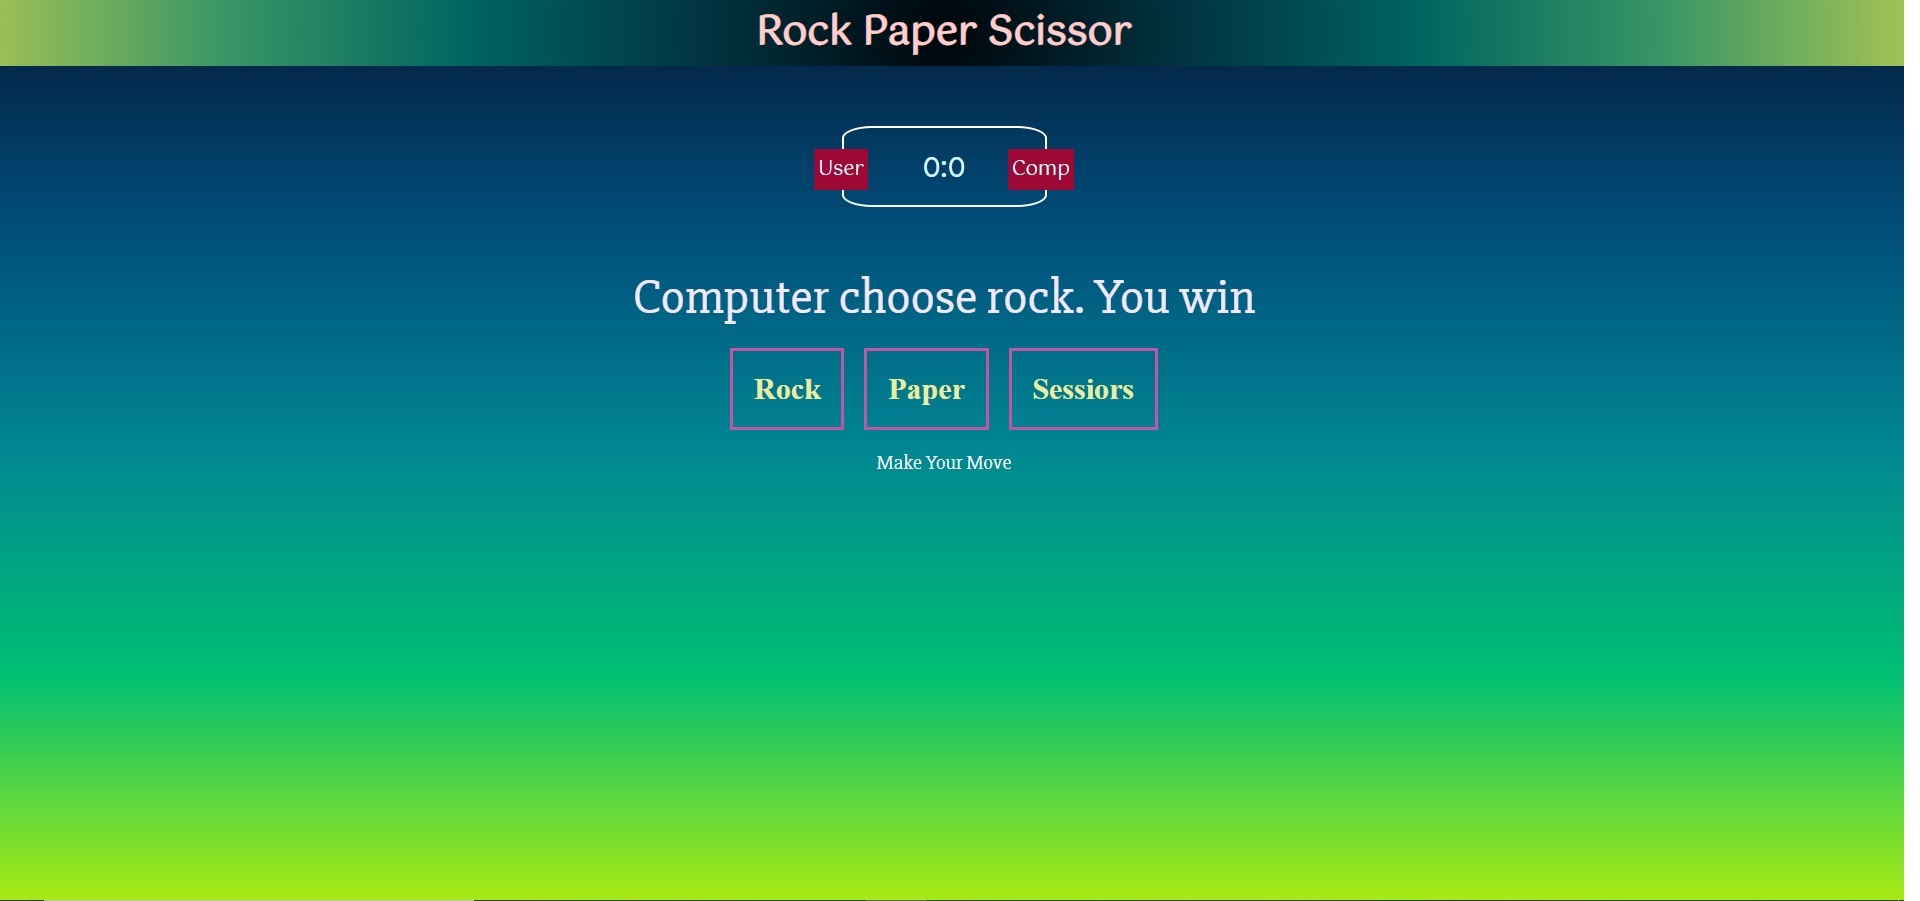 Rock Paper Scissor
User 0:0 Comp
Computer choose rock. You win
Rock Paper Sessiors
Make Your Move